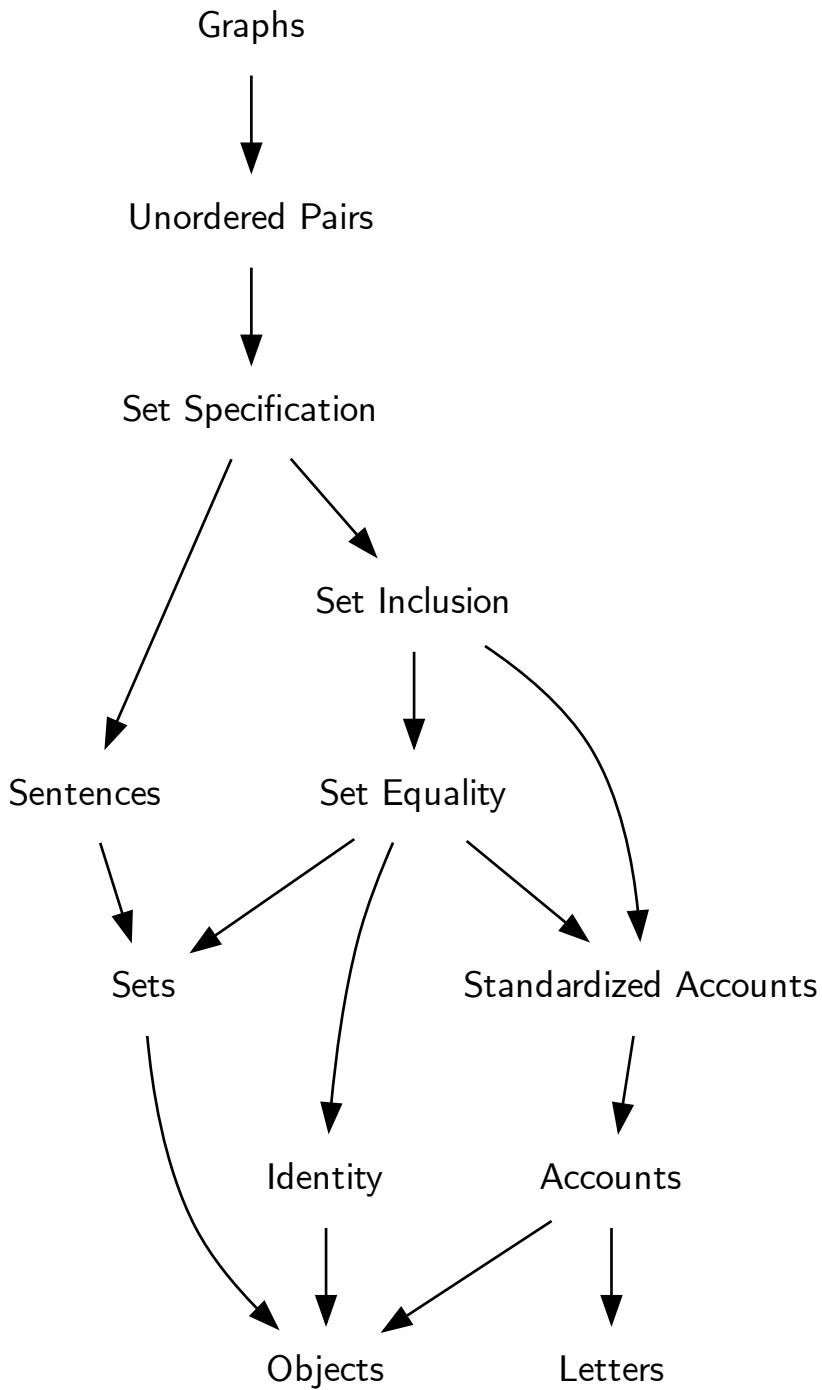 Graphs
Unordered Pairs
Set Specification
Set Inclusion
Sentences
Set Equality
Sets
Standardized Accounts
Identity
Accounts
Objects
Letters